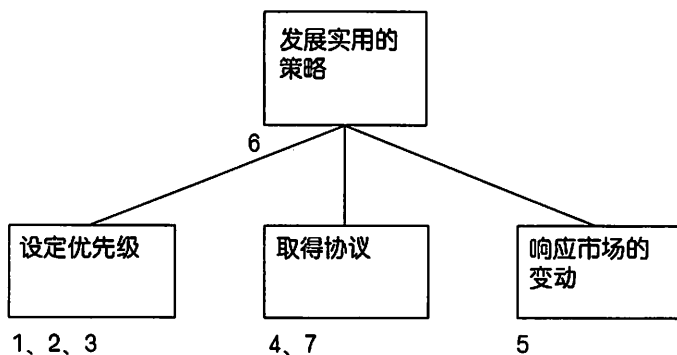 发展实用的
策略
6
设定优先级
取得协议
响应市场的
变动
1、2、3
4、7
5